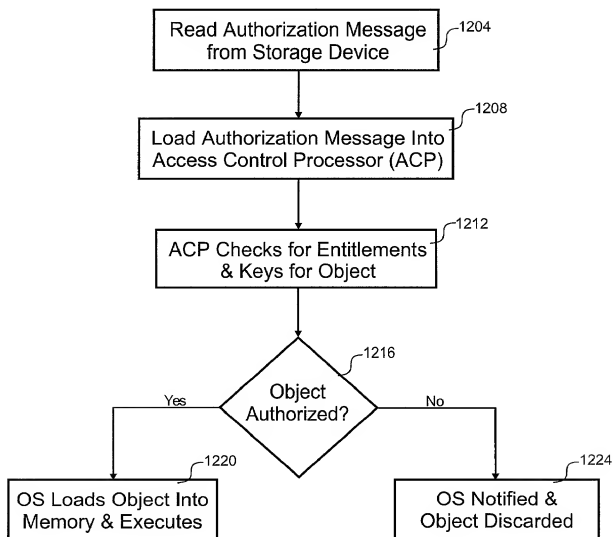 Read Authorization Message
from Storage Device
1204
Load Authorization Message Into
Access Control Processor (ACP)
1208
ACP Checks for Entitlements
& Keys for Object
1212
Object
Authorized?
1216
Yes
No
OS Loads Object Into
Memory & Executes
1220
OS Notified &
Object Discarded
1224